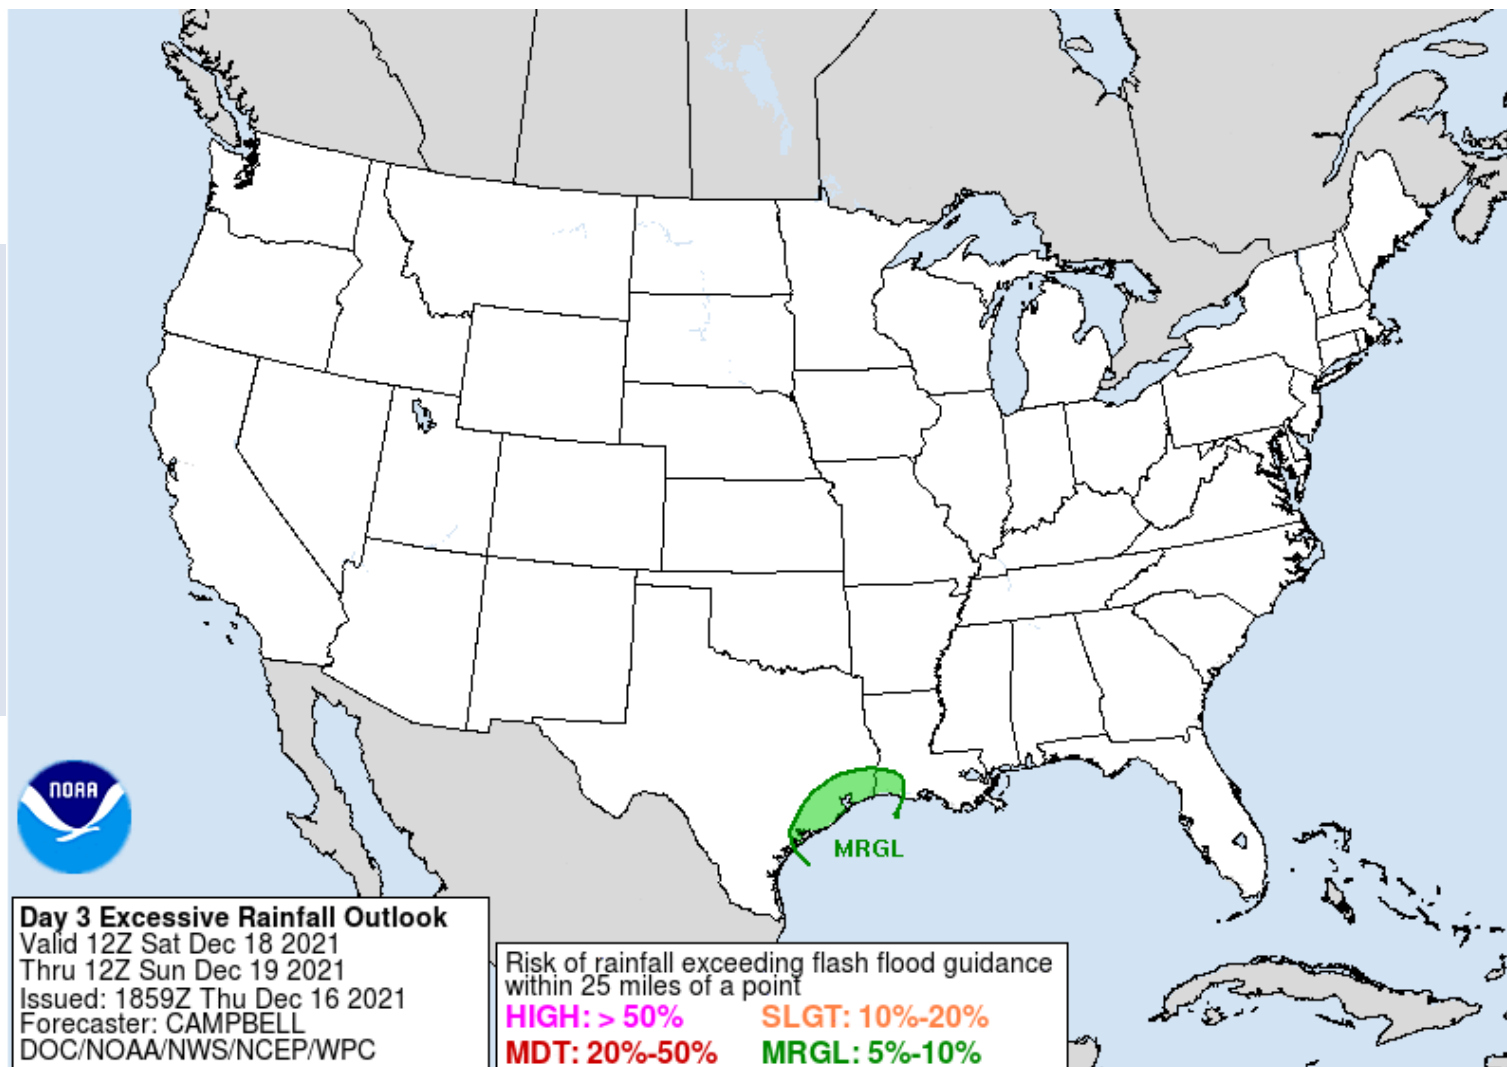 NOAA
MRGL
Day 3 Excessive Rainfall Outlook
Valid 12Z Sat Dec 18 2021
Thru 12Z Sun Dec 19 2021
Issued: 1859Z Thu Dec 16 2021
Forecaster: CAMPBELL
DOC/NOAA/NWS/NCEP/WPC
Risk of rainfall exceeding flash flood guidance
within 25 miles of a point
HIGH: > 50% SLGT: 10%-20%
MDT: 20%-50% MRGL: 5%-10%